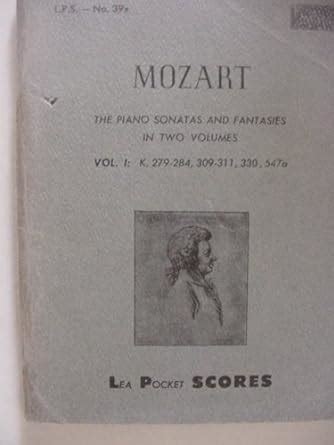 L.P.S. — No. 39
MOZART
THE PIANO SONATAS AND FANTASIES
IN TWO VOLUMES
VOL. I: K. 279-284, 309-311, 330, 547a
LEA POCKET SCORES